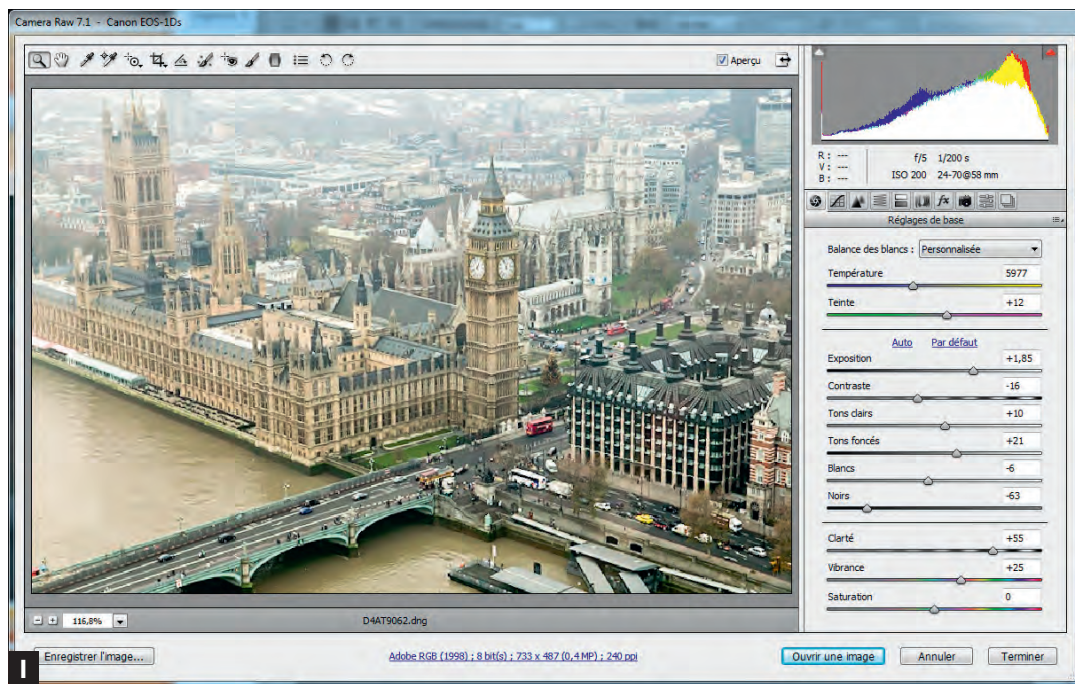 Camera Raw 7.1 - Canon EOS-1Ds
Aperçu
R : ---
V : ---
B : ---
f/5 1/200 s
ISO 200 24-70@58 mm
fx
Réglages de base
Balance des blancs : Personnalisée
Température 5977
Teinte +12
Auto Par défaut
Exposition +1,85
Contraste -16
Tons clairs +10
Tons foncés +21
Blancs -6
Noirs -63
Clarté +55
Vibrance +25
Saturation 0
116,8% D4AT9062.dng
Enregistrer l'image... Adobe RGB (1998) ; 8 bit(s) ; 733 x 487 (0,4 MP) ; 240 ppi Ouvrir une image Annuler Terminer
I